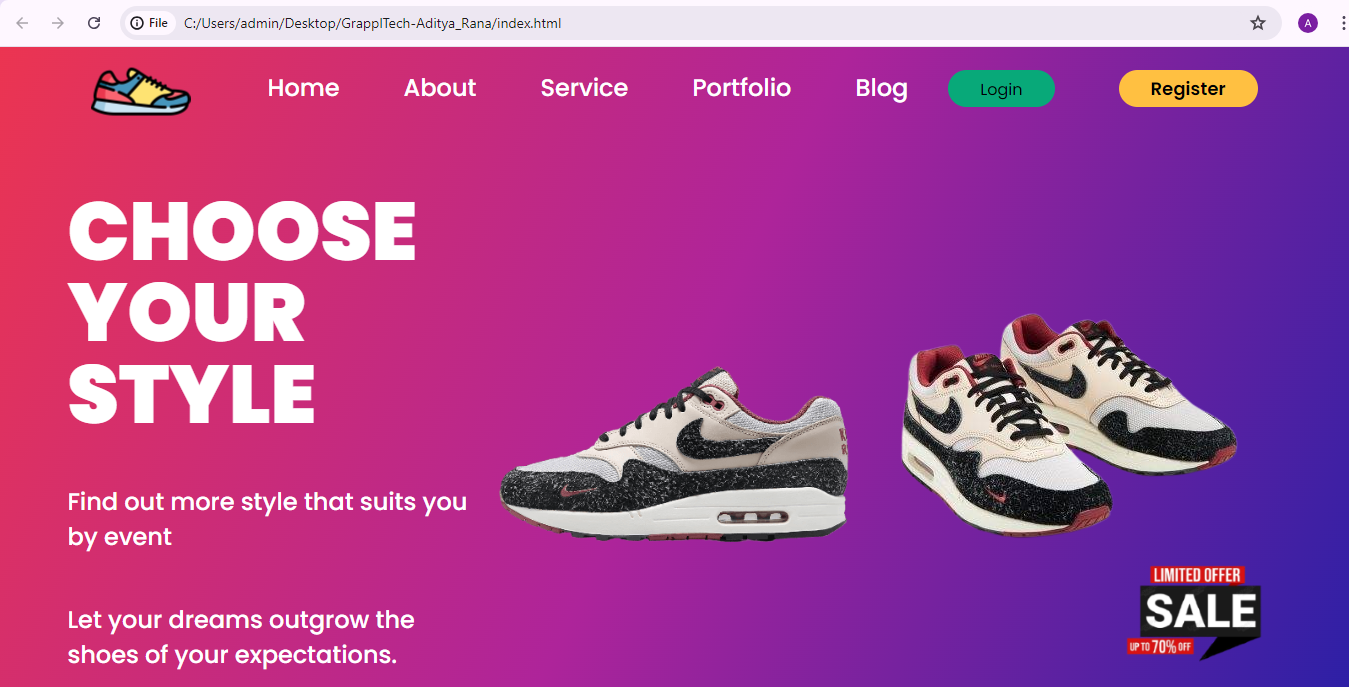 File C:/Users/admin/Desktop/GrapplTech-Aditya_Rana/index.html
A
Home About Service Portfolio Blog Login Register
CHOOSE
YOUR
STYLE
Find out more style that suits you
by event
Let your dreams outgrow the
shoes of your expectations.
LIMITED OFFER
SALE
UP TO 70% OFF